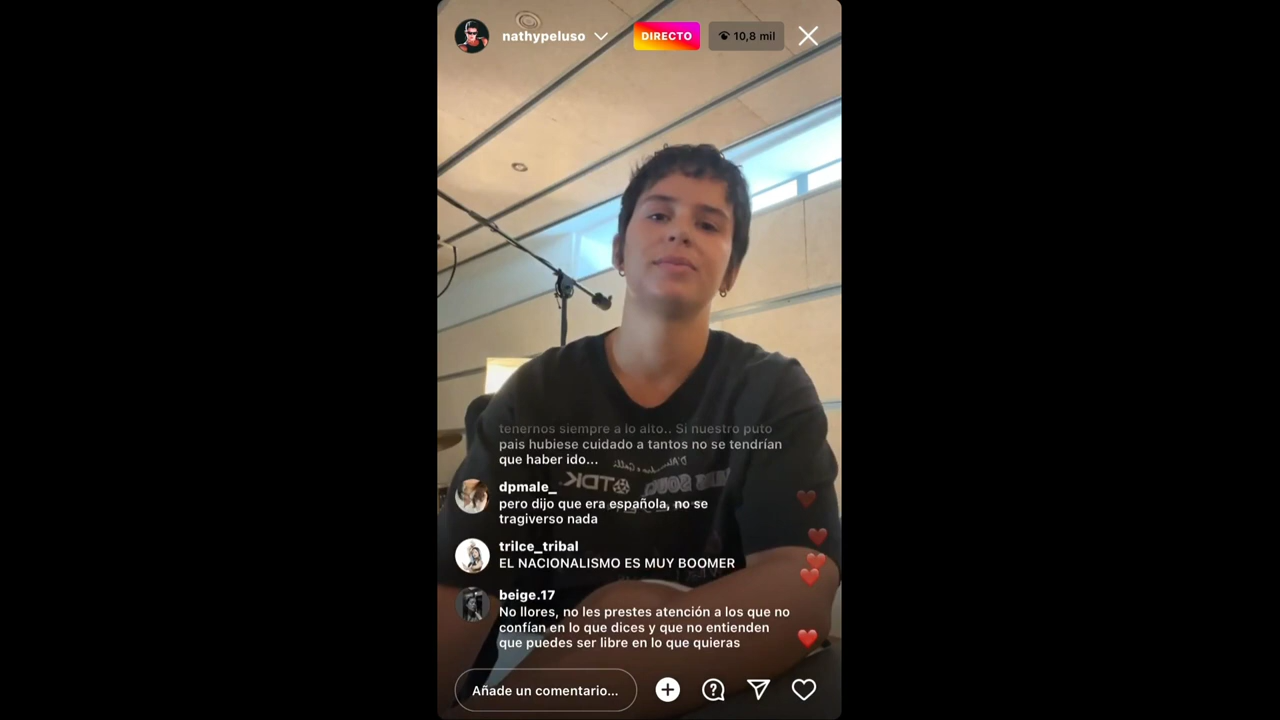 nathypeluso
DIRECTO
10,8 mil
tenernos siempre a lo alto.. Si nuestro puto
pais hubiese cuidado a tantos no se tendrían
que haber ido...
TDK
dpmale_
pero dijo que era española, no se
tragiverso nada
trilce_tribal
EL NACIONALISMO ES MUY BOOMER
beige.17
No llores, no les prestes atención a los que no
confían en lo que dices y que no entienden
que puedes ser libre en lo que quieras
Añade un comentario...